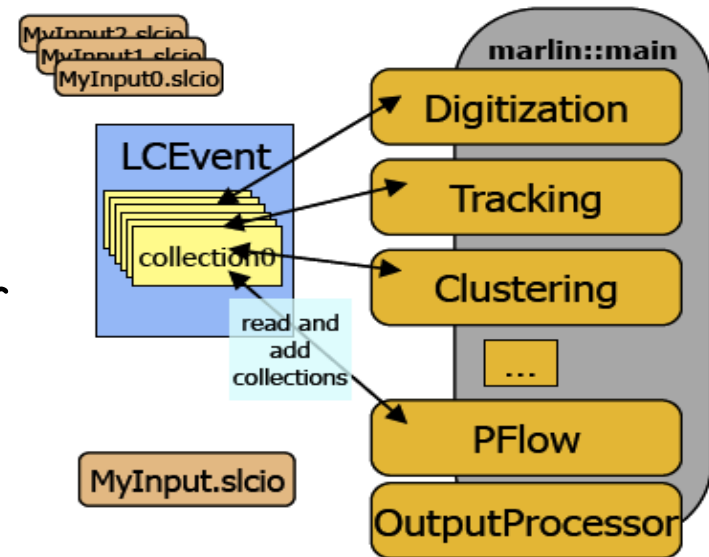 MyInput2.slcio
MyInput1.slcio
MyInput0.slcio
marlin::main
Digitization
LCEvent
Tracking
collection0
Clustering
read and
add
collections
...
PFlow
MyInput.slcio
OutputProcessor